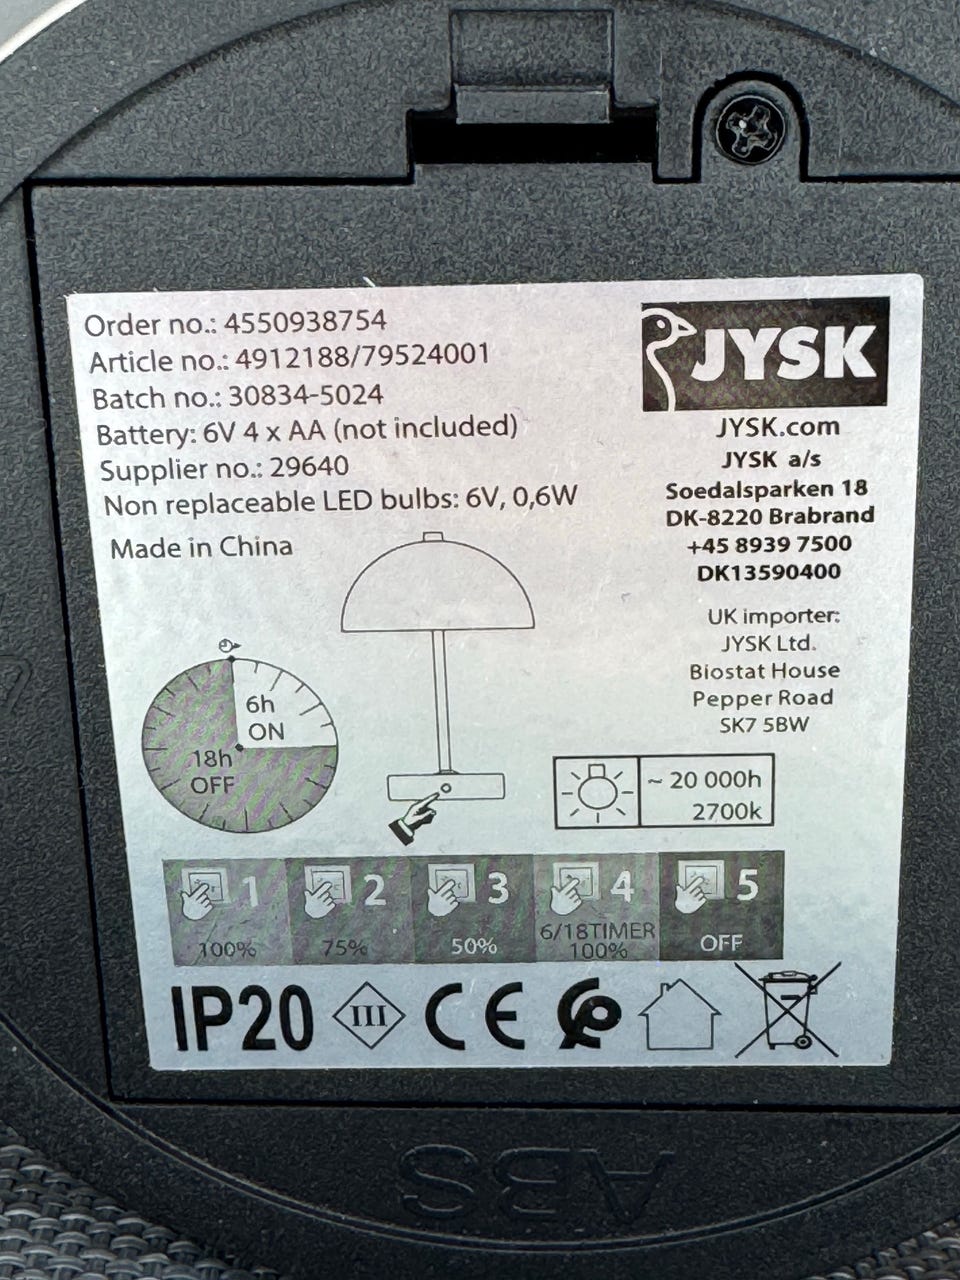 Order no.: 4550938754
Article no.: 4912188/79524001
Batch no.: 30834-5024
Battery: 6V 4 x AA (not included)
Supplier no.: 29640
Non replaceable LED bulbs: 6V, 0,6W
Made in China
JYSK
JYSK.com
JYSK a/s
Soedalsparken 18
DK-8220 Brabrand
+45 8939 7500
DK13590400
UK importer:
JYSK Ltd.
Biostat House
Pepper Road
SK7 5BW
6h
ON
18h
OFF
~ 20 000h
2700k
1
100%
2
75%
3
50%
4
6/18TIMER
100%
5
OFF
IP20
III
CE
ABS